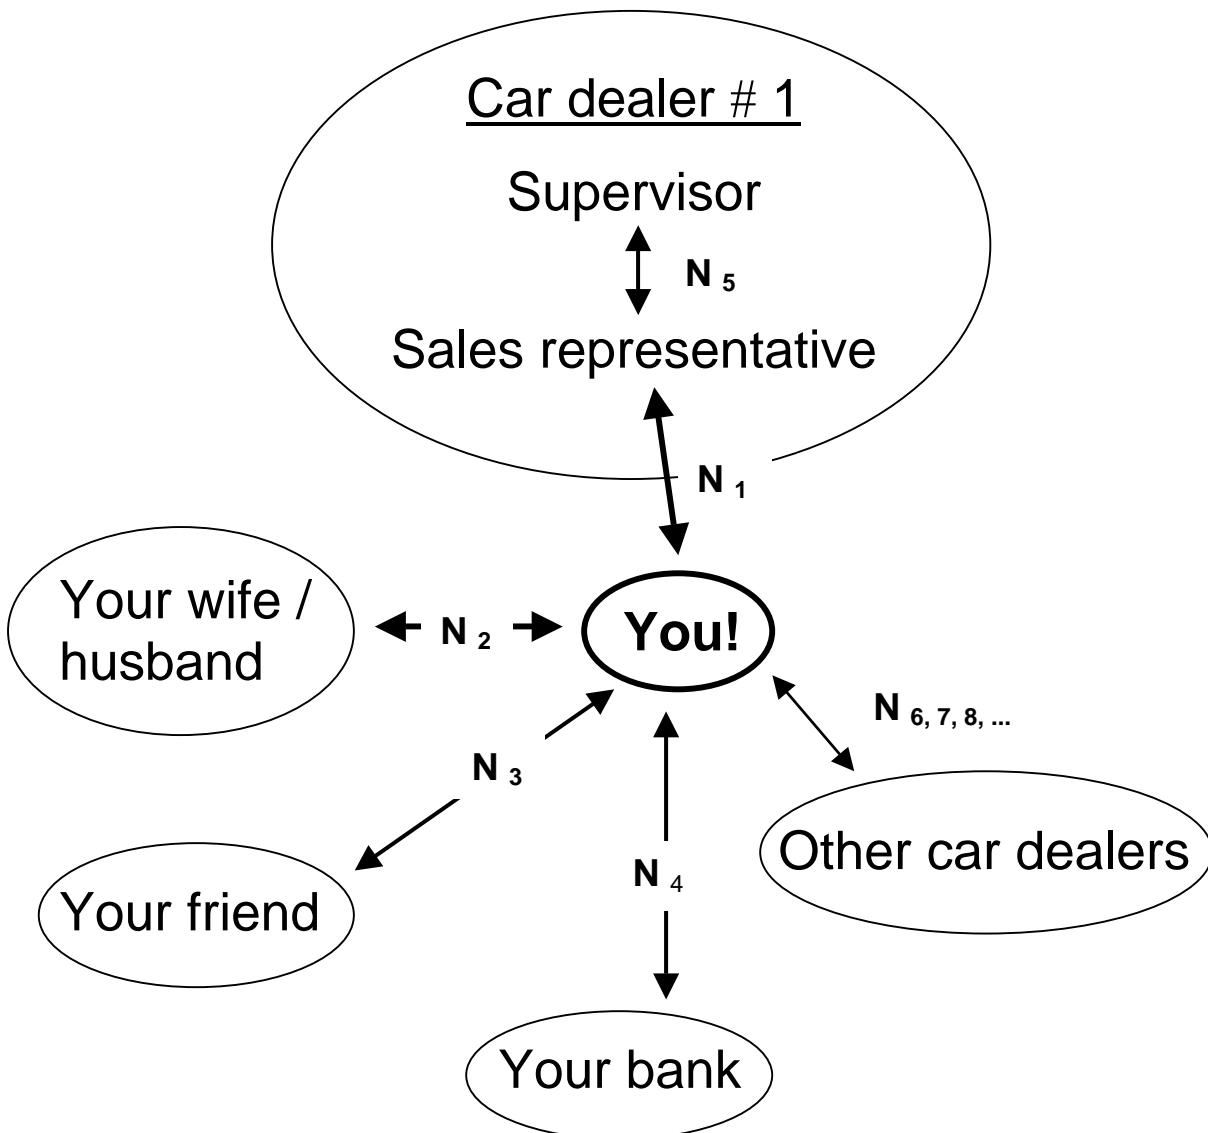 Car dealer # 1
Supervisor
N 5
Sales representative
N 1
Your wife /
husband
N 2
You!
N 6, 7, 8, ...
N 3
Other car dealers
N 4
Your friend
Your bank